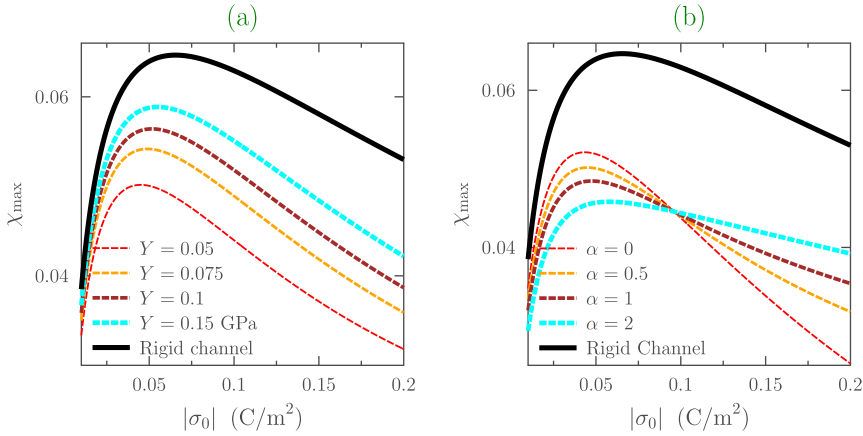 (a)
χmax
0.06
0.04
Y = 0.05
Y = 0.075
Y = 0.1
Y = 0.15 GPa
Rigid channel
0.05
0.1
0.15
0.2
|σ0| (C/m²)
(b)
χmax
0.06
0.04
α = 0
α = 0.5
α = 1
α = 2
Rigid Channel
0.05
0.1
0.15
0.2
|σ0| (C/m²)